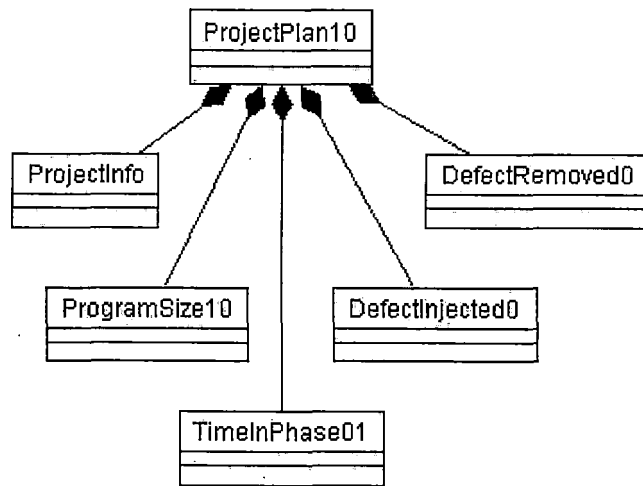 ProjectPlan10
ProjectInfo
DefectRemoved0
ProgramSize10
DefectInjected0
TimeInPhase01